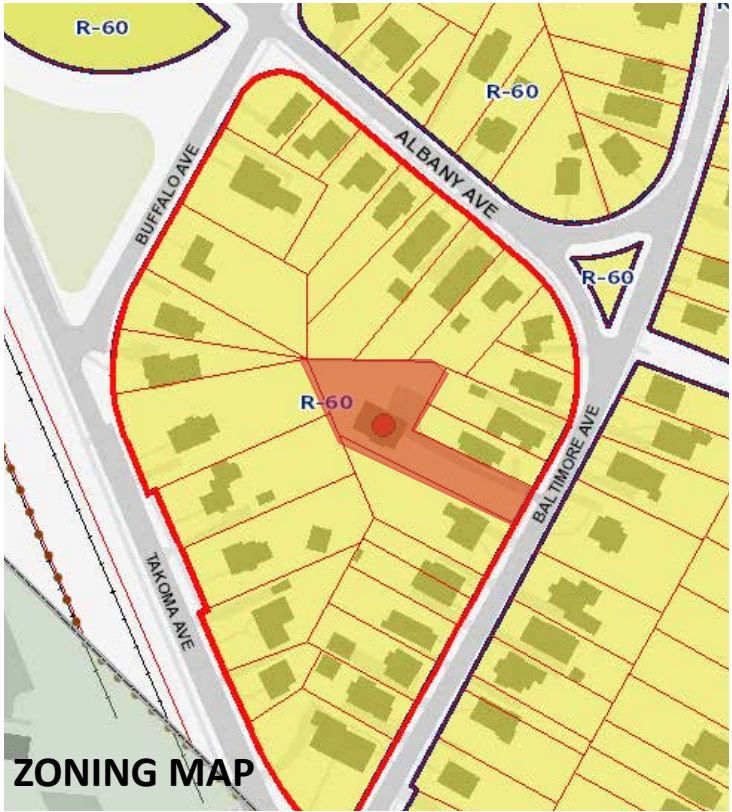 R-60
R-60
ALBANY AVE
BUFFALO AVE
R-60
R-60
BALTIMORE AVE
TAKOMA AVE
ZONING MAP